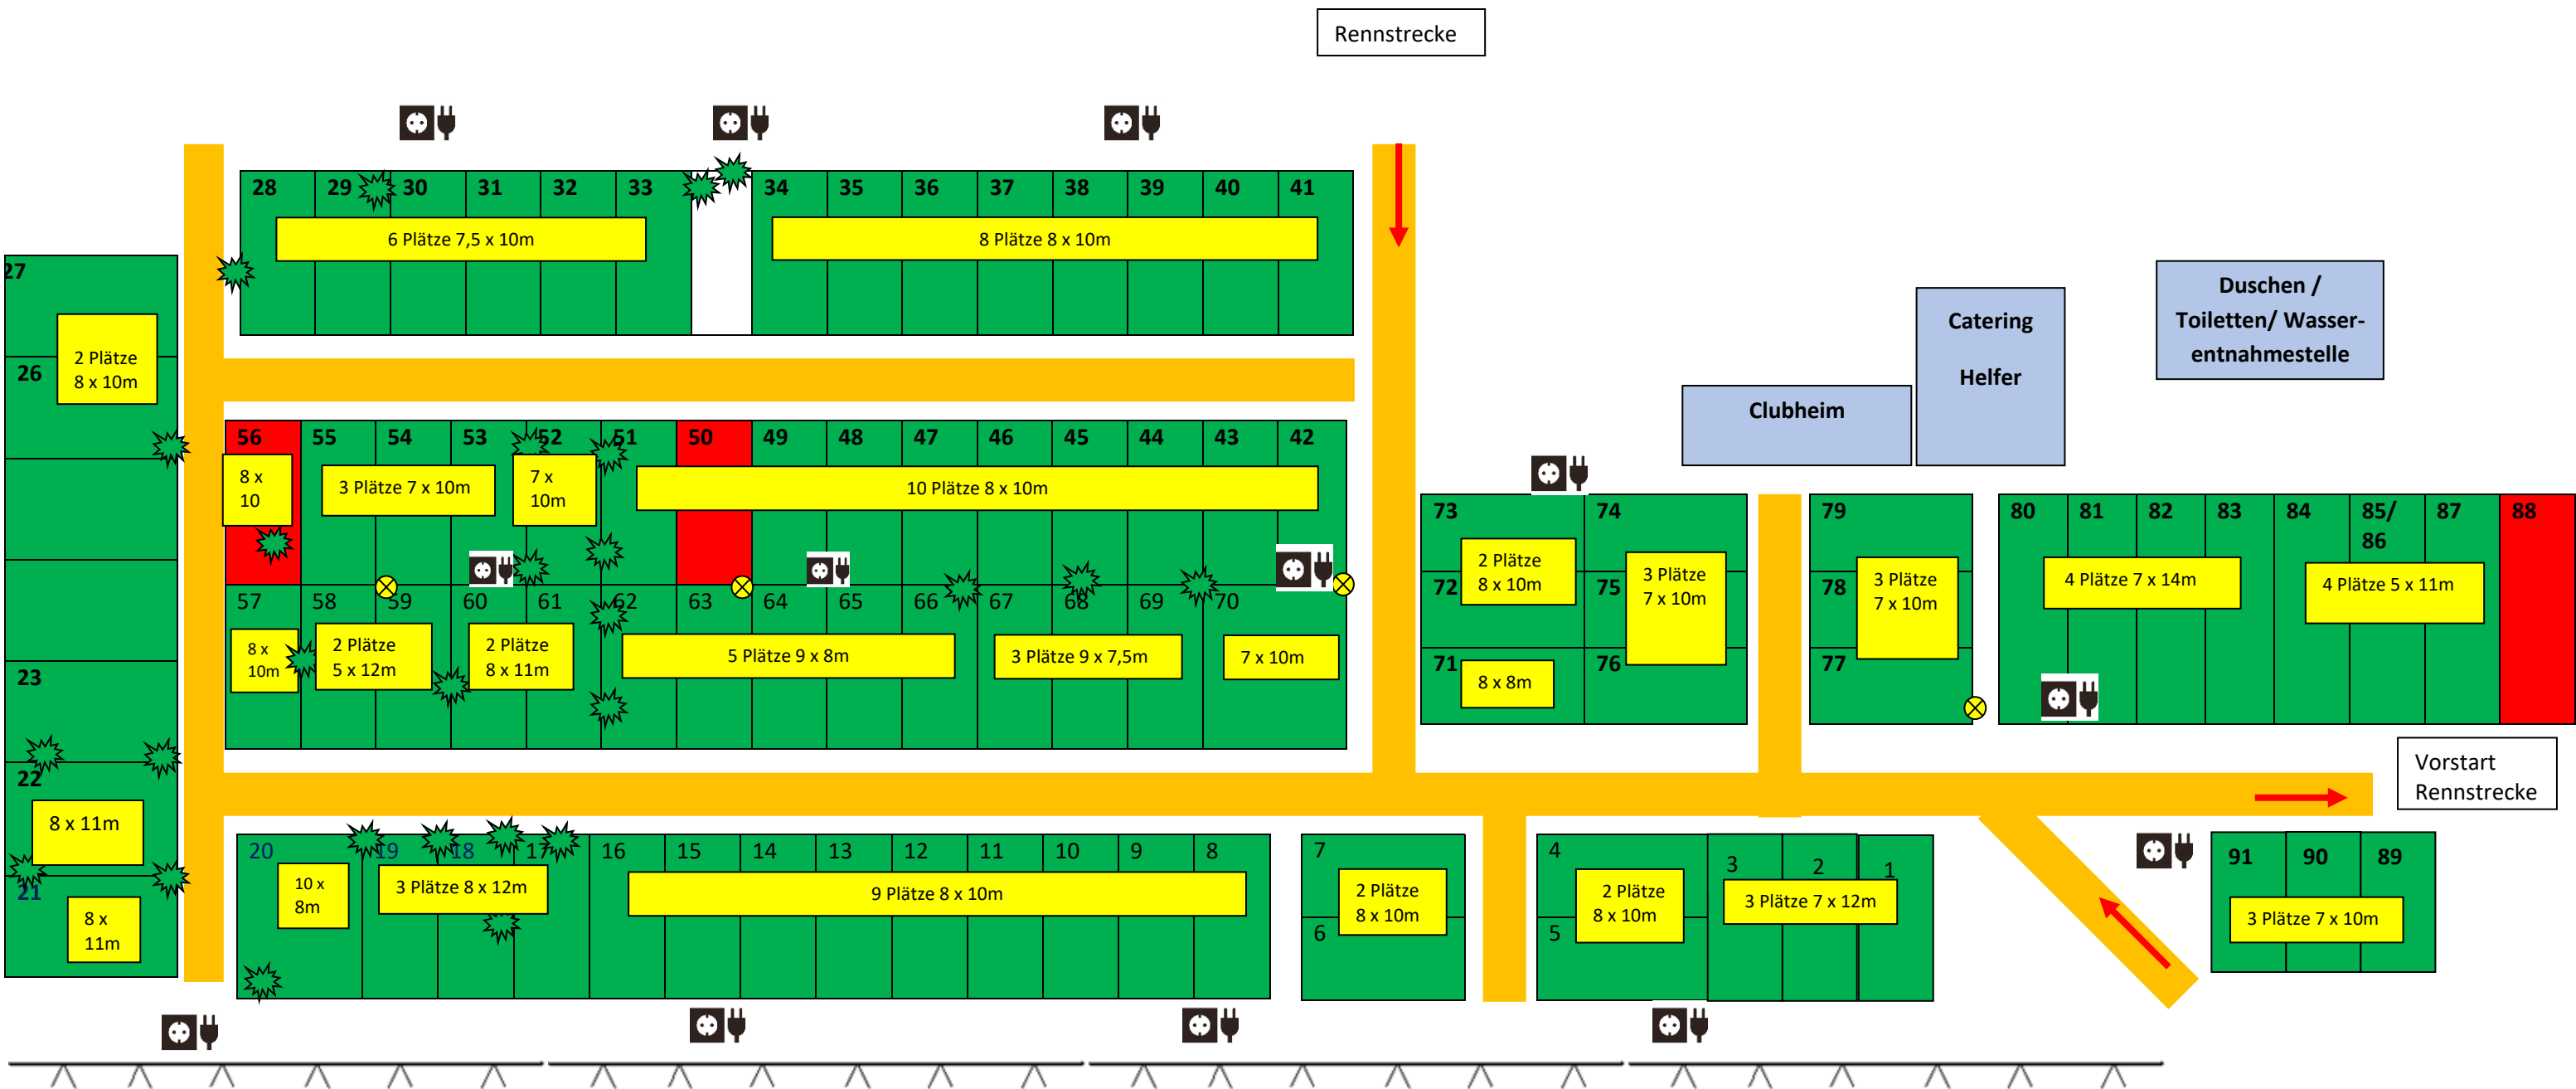 Rennstrecke
28 29 30 31 32 33 34 35 36 37 38 39 40 41
6 Plätze 7,5 x 10m
8 Plätze 8 x 10m
27
2 Plätze
8 x 10m
26
23
22
8 x 11m
21
8 x
11m
Duschen /
Toiletten/ Wasser-
entnahmestelle
Catering
Helfer
Clubheim
56 55 54 53 52 51 50 49 48 47 46 45 44 43 42
8 x
10
3 Plätze 7 x 10m
7 x
10m
10 Plätze 8 x 10m
57 58 59 60 61 62 63 64 65 66 67 68 69 70
8 x
10m
2 Plätze
5 x 12m
2 Plätze
8 x 11m
5 Plätze 9 x 8m
3 Plätze 9 x 7,5m
7 x 10m
73 74
2 Plätze
8 x 10m
3 Plätze
7 x 10m
72 75
71 76
8 x 8m
79
78
3 Plätze
7 x 10m
77
80 81 82 83 84 85/
86 87 88
4 Plätze 7 x 14m
4 Plätze 5 x 11m
Vorstart
Rennstrecke
20 19 18 17 16 15 14 13 12 11 10 9 8
10 x
8m
3 Plätze 8 x 12m
9 Plätze 8 x 10m
7
2 Plätze
8 x 10m
6
4
2 Plätze
8 x 10m
5
3 2 1
3 Plätze 7 x 12m
91 90 89
3 Plätze 7 x 10m